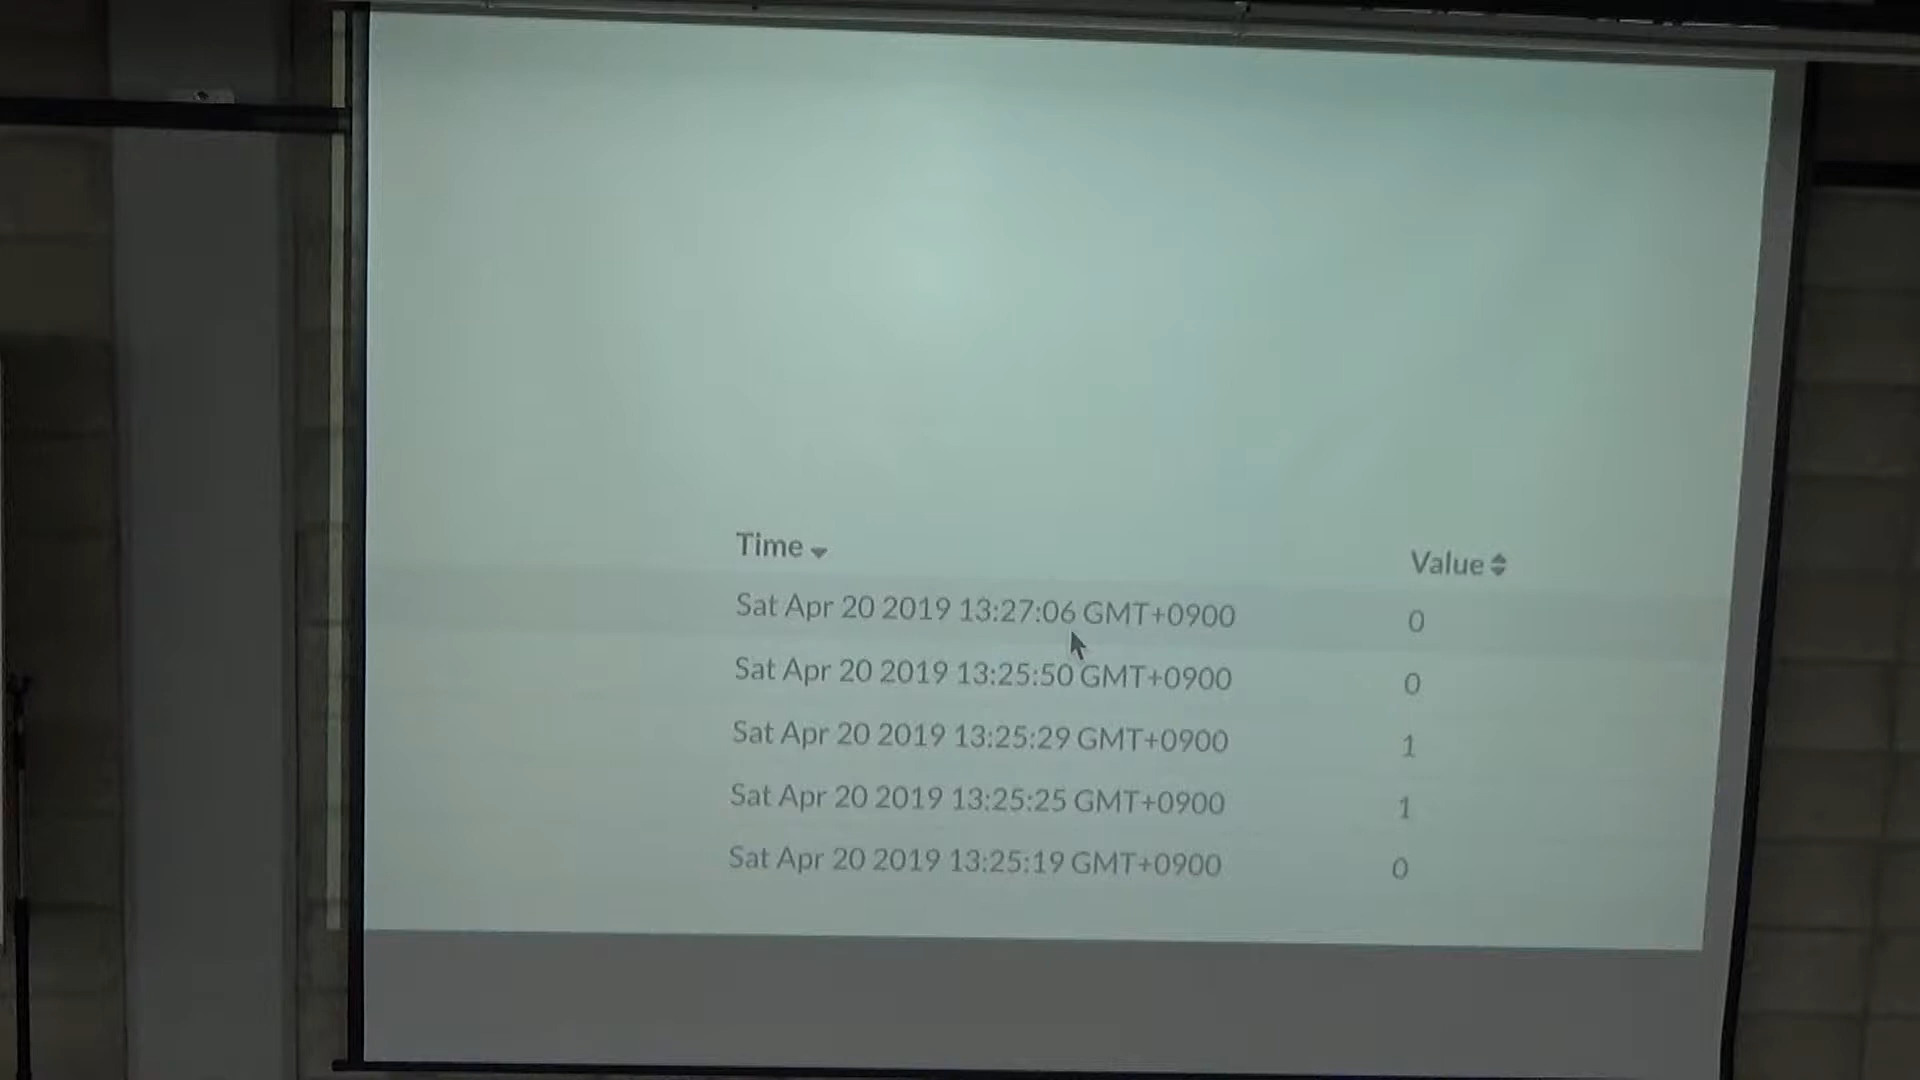 Time Value
Sat Apr 20 2019 13:27:06 GMT+0900 0
Sat Apr 20 2019 13:25:50 GMT+0900 0
Sat Apr 20 2019 13:25:29 GMT+0900 1
Sat Apr 20 2019 13:25:25 GMT+0900 1
Sat Apr 20 2019 13:25:19 GMT+0900 0